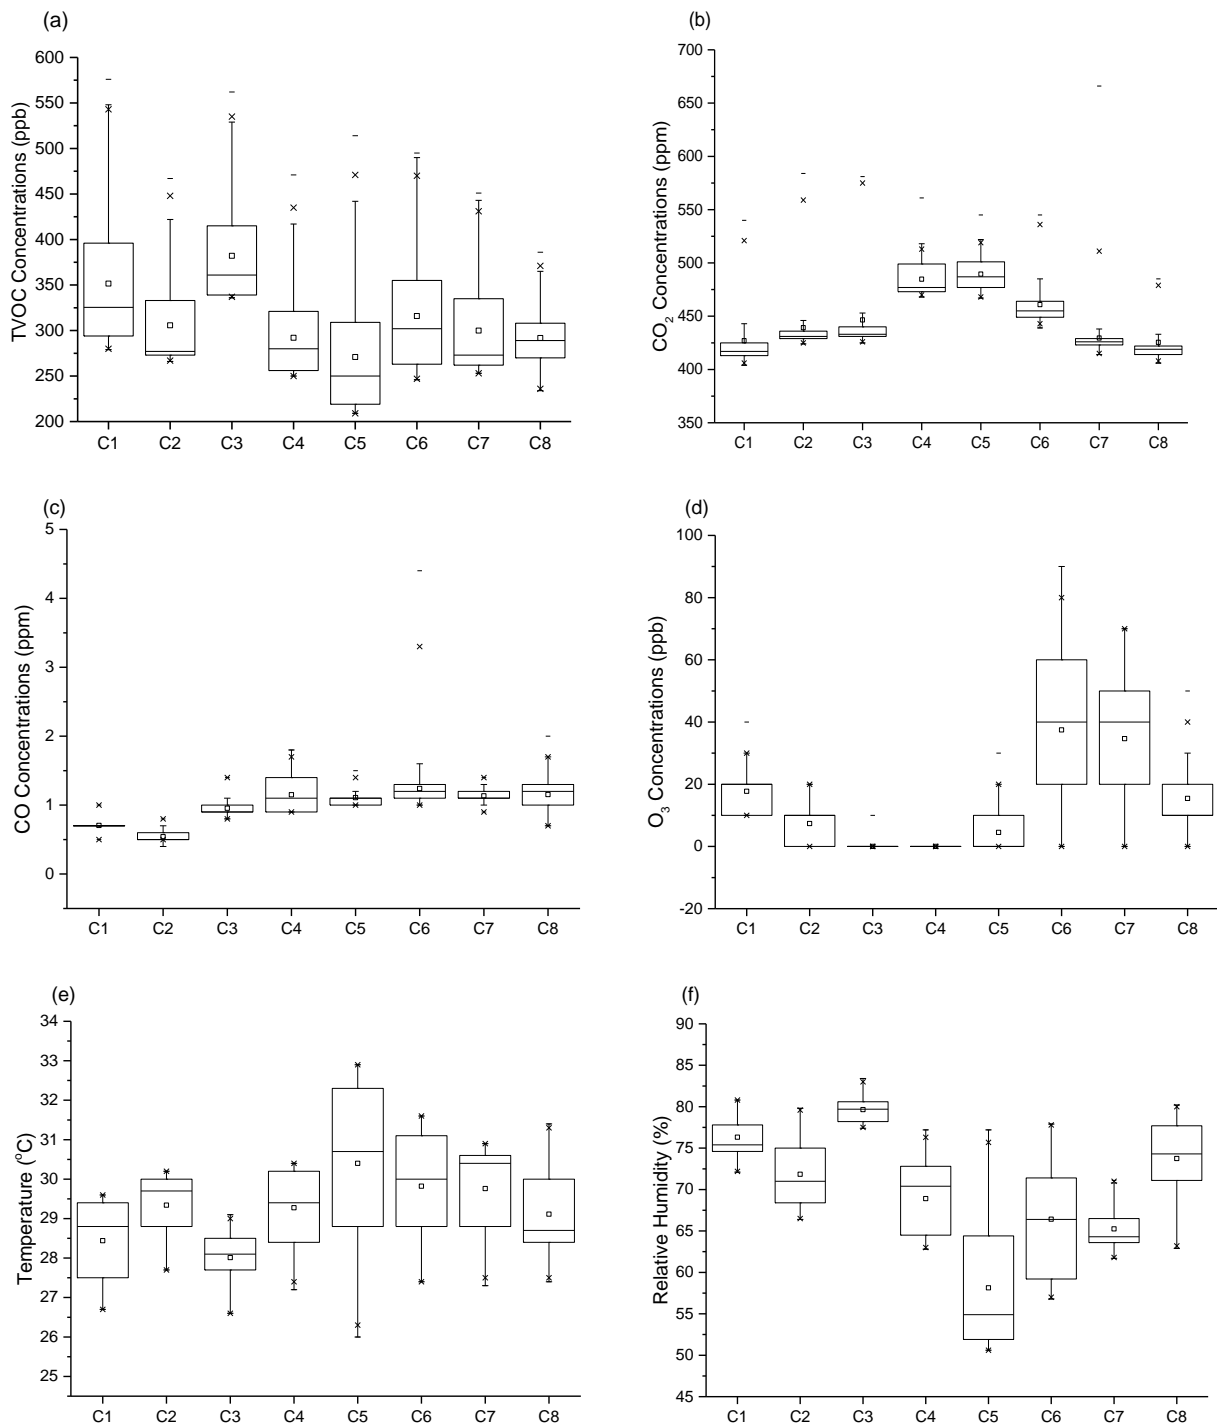 (a)
TVOC Concentrations (ppb)
600
550
500
450
400
350
300
250
200
C1 C2 C3 C4 C5 C6 C7 C8
(b)
CO2 Concentrations (ppm)
700
650
600
550
500
450
400
350
C1 C2 C3 C4 C5 C6 C7 C8
(c)
CO Concentrations (ppm)
5
4
3
2
1
0
C1 C2 C3 C4 C5 C6 C7 C8
(d)
O3 Concentrations (ppb)
100
80
60
40
20
0
-20
C1 C2 C3 C4 C5 C6 C7 C8
(e)
Temperature (°C)
34
33
32
31
30
29
28
27
26
25
C1 C2 C3 C4 C5 C6 C7 C8
(f)
Relative Humidity (%)
90
85
80
75
70
65
60
55
50
45
C1 C2 C3 C4 C5 C6 C7 C8